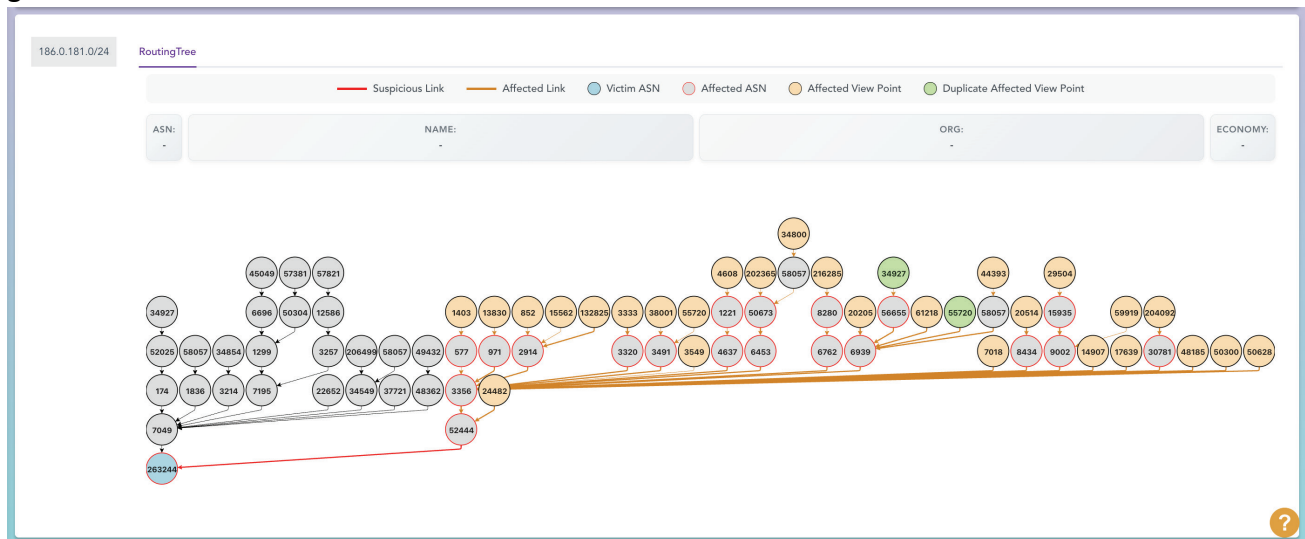 186.0.181.0/24 RoutingTree
Suspicious Link Affected Link Victim ASN Affected ASN Affected View Point Duplicate Affected View Point
ASN: NAME: ORG: ECONOMY:
- - - -
34800
45049 57381 57821 4608 202365 58057 216285 34927 44393 29504
34927 6696 50304 12586 1403 13830 852 15562 132825 3333 38001 55720 1221 50673 8280 20205 56655 61218 55720 58057 20514 15935 59919 204092
52025 58057 34854 1299 3257 206499 58057 49432 577 971 2914 3320 3491 3549 4637 6453 6762 6939 7018 8434 9002 14907 17639 30781 48185 50300 50628
174 1836 3214 7195 22652 34549 37721 48362 3356 24482
7049 52444
263244
?